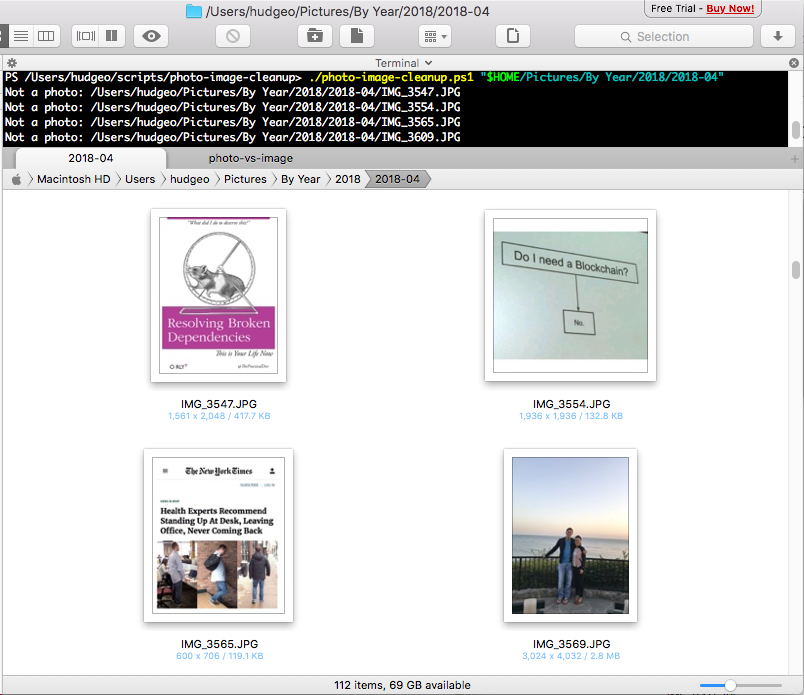 /Users/hudgeo/Pictures/By Year/2018/2018-04
Free Trial - Buy Now!
Selection
Terminal
PS /Users/hudgeo/scripts/photo-image-cleanup> ./photo-image-cleanup.ps1 "$HOME/Pictures/By Year/2018/2018-04"
Not a photo: /Users/hudgeo/Pictures/By Year/2018/2018-04/IMG_3547.JPG
Not a photo: /Users/hudgeo/Pictures/By Year/2018/2018-04/IMG_3554.JPG
Not a photo: /Users/hudgeo/Pictures/By Year/2018/2018-04/IMG_3565.JPG
Not a photo: /Users/hudgeo/Pictures/By Year/2018/2018-04/IMG_3609.JPG
2018-04
photo-vs-image
Macintosh HD
Users
hudgeo
Pictures
By Year
2018
2018-04
"What did I do to deserve this?"
Resolving Broken
Dependencies
This is Your Life Now
O RLY?
@ThePracticalDev
IMG_3547.JPG
1,561 x 2,048 / 417.7 KB
Do I need a Blockchain?
No.
IMG_3554.JPG
1,936 x 1,936 / 132.8 KB
The New York Times
SUBSCRIBE
LOG IN
Health Experts Recommend
Standing Up At Desk, Leaving
Office, Never Coming Back
IMG_3565.JPG
600 x 706 / 119.1 KB
IMG_3569.JPG
3,024 x 4,032 / 2.8 MB
112 items, 69 GB available